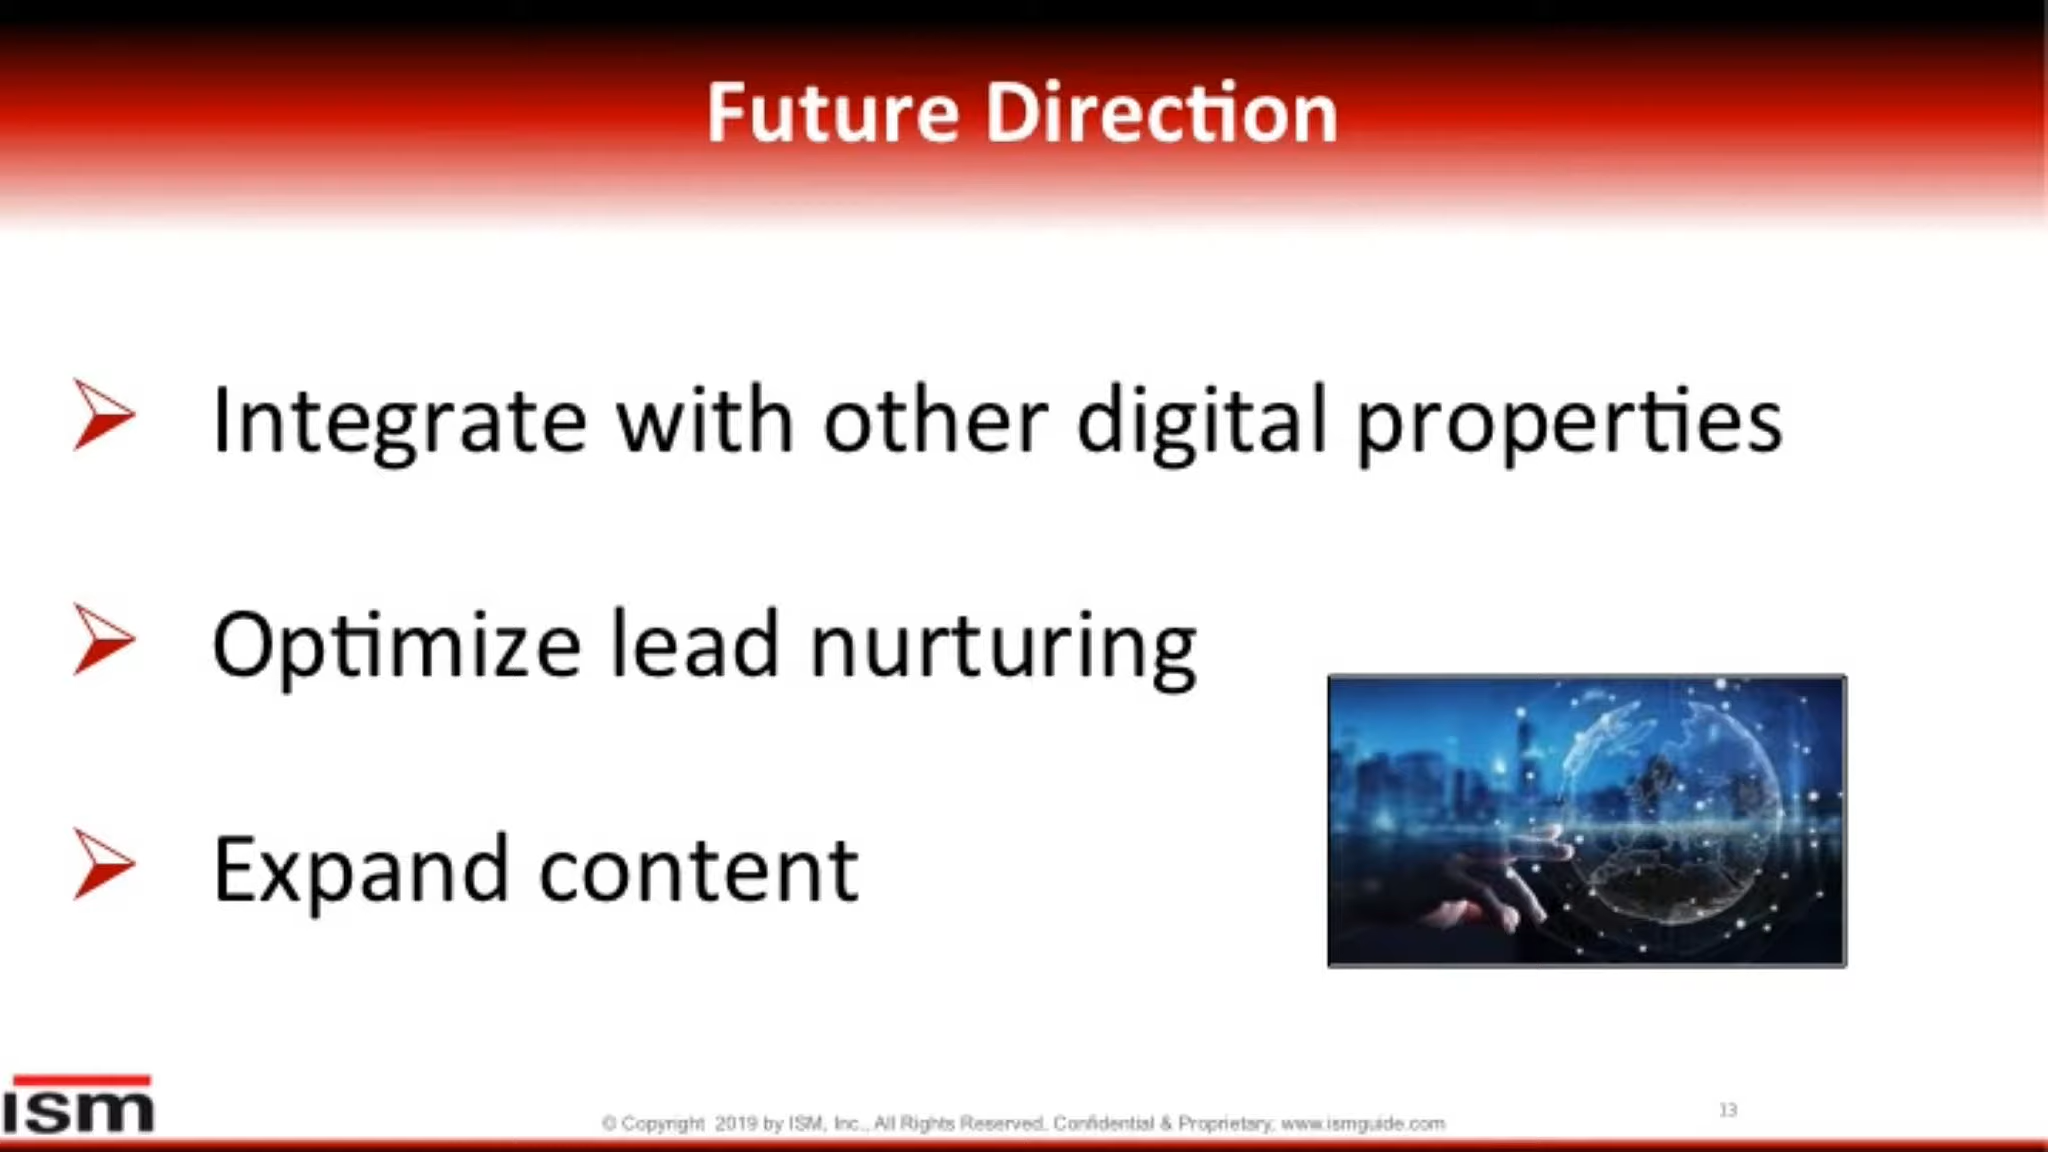 Future Direction
Integrate with other digital properties
Optimize lead nurturing
Expand content
ism
© Copyright 2019 by ISM, Inc., All Rights Reserved, Confidential & Proprietary, www.ismguide.com
13